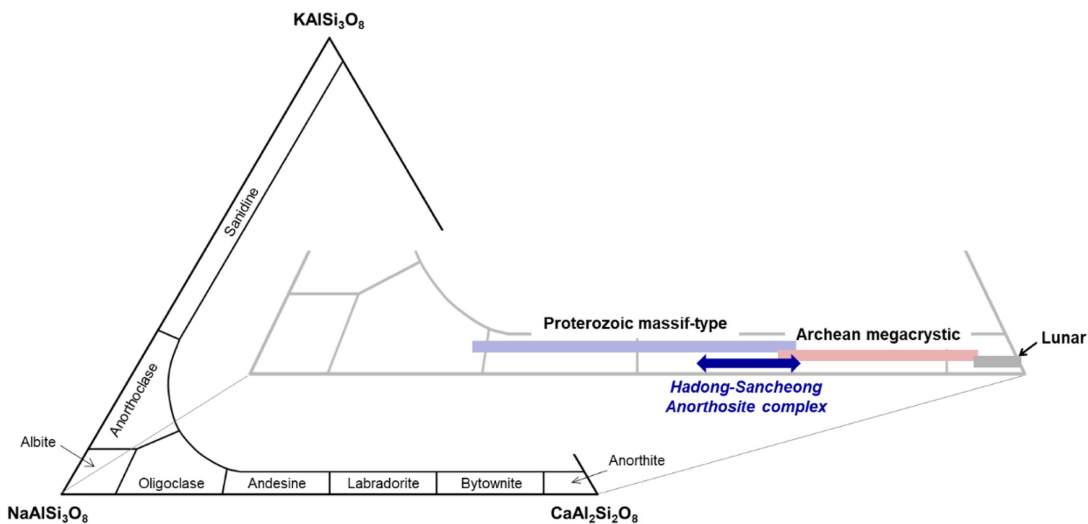 KAlSi₃O₈
Sanidine
Anorthoclase
Albite
Oligoclase
Andesine
Labradorite
Bytownite
Anorthite
NaAlSi₃O₈
CaAl₂Si₂O₈
Proterozoic massif-type
Archean megacrystic
Lunar
Hadong-Sancheong
Anorthosite complex